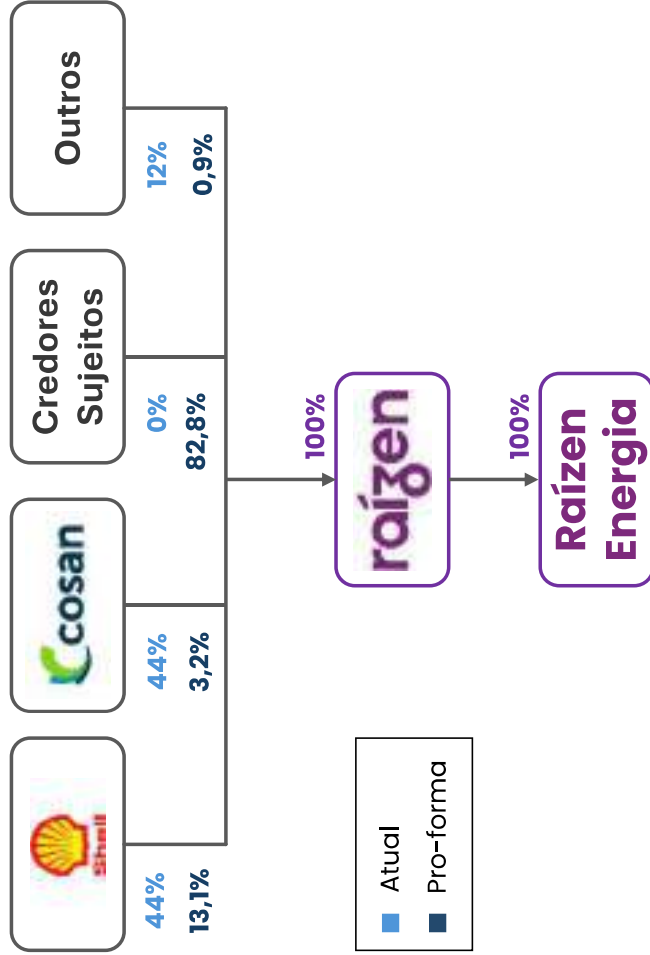 Shell
cosan
Credores
Sujeitos
Outros
44%
13,1%
44%
3,2%
0%
82,8%
12%
0,9%
100%
raízen
100%
Raízen
Energia
Atual
Pro-forma